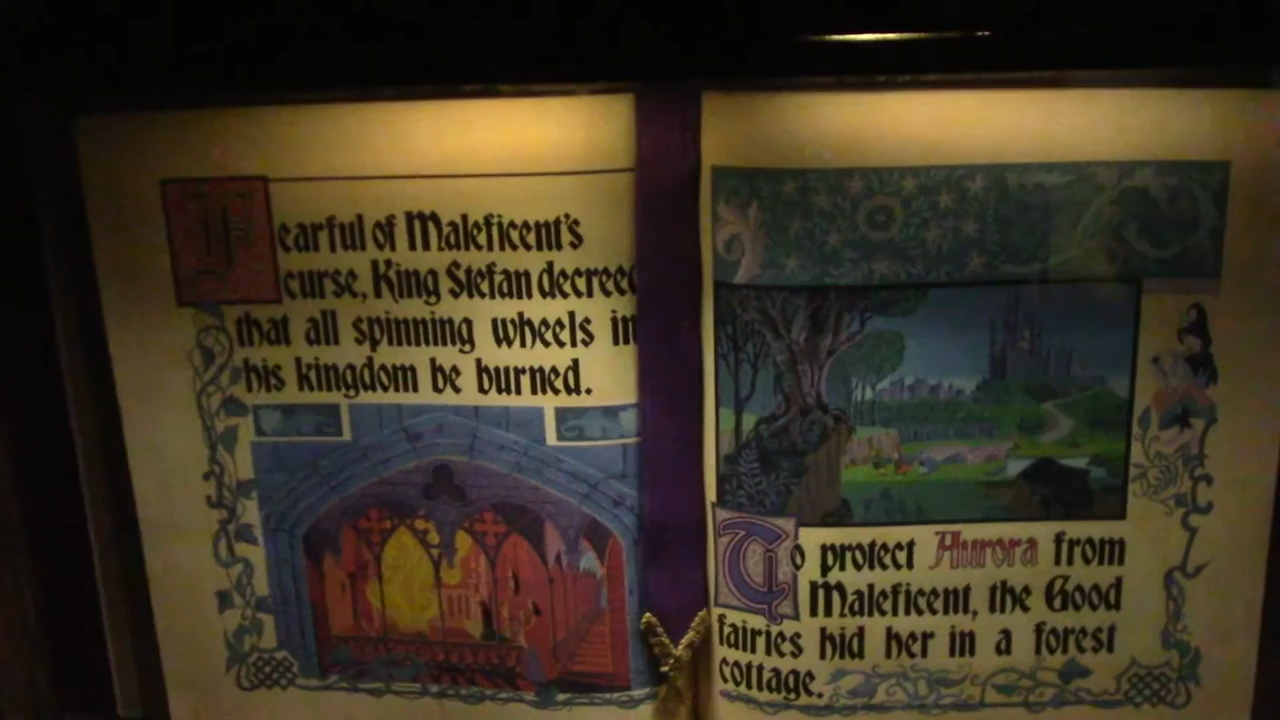 Fearful of Maleficent's
curse, King Stefan decreed
that all spinning wheels in
his kingdom be burned.
To protect Aurora from
Maleficent, the Good
fairies hid her in a forest
cottage.